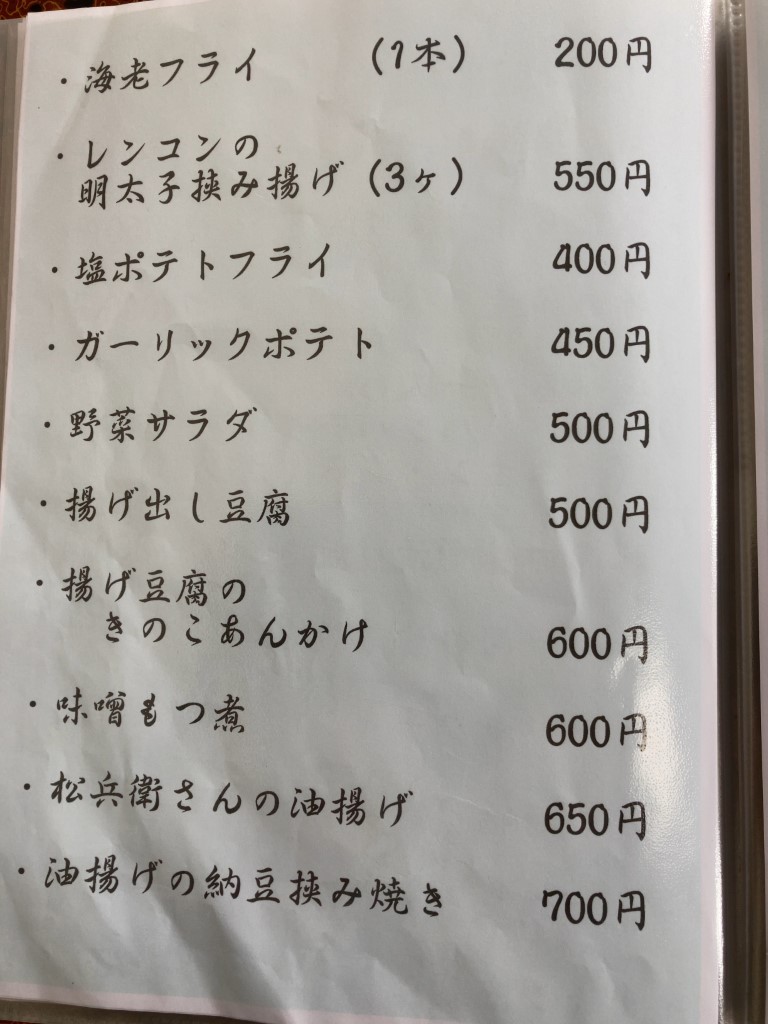 ・海老フライ (1本) 200円
・レンコンの
明太子挟み揚げ (3ヶ) 550円
・塩ポテトフライ 400円
・ガーリックポテト 450円
・野菜サラダ 500円
・揚げ出し豆腐 500円
・揚げ豆腐の
きのこあんかけ 600円
・味噌もつ煮 600円
・松兵衛さんの油揚げ 650円
・油揚げの納豆挟み焼き 700円